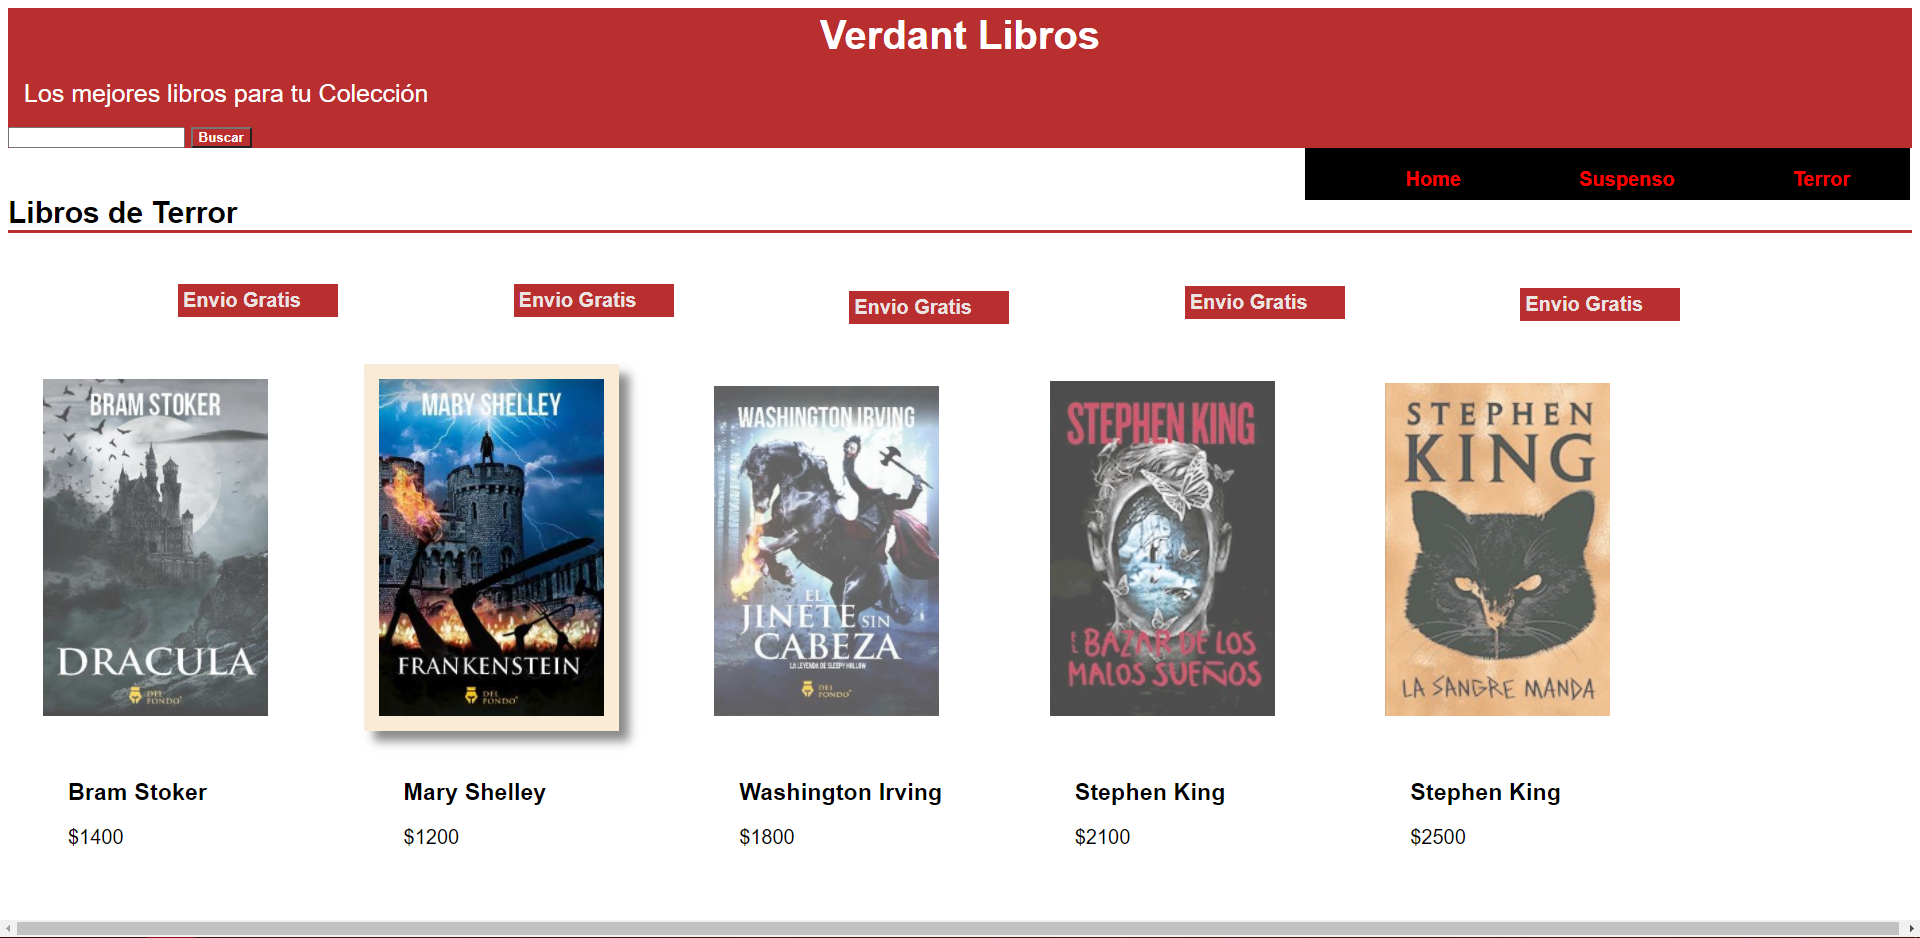 Verdant Libros
Los mejores libros para tu Colección
Buscar
Home Suspenso Terror
Libros de Terror
Envio Gratis
BRAM STOKER
DRACULA
DEL FONDO
Bram Stoker
$1400
Envio Gratis
MARY SHELLEY
FRANKENSTEIN
DEL FONDO
Mary Shelley
$1200
Envio Gratis
WASHINGTON IRVING
EL
JINETE SIN
CABEZA
LA LEYENDA DE SLEEPY HOLLOW
DEL FONDO
Washington Irving
$1800
Envio Gratis
STEPHEN KING
EL BAZAR DE LOS
MALOS SUEÑOS
Stephen King
$2100
Envio Gratis
STEPHEN
KING
LA SANGRE MANDA
Stephen King
$2500